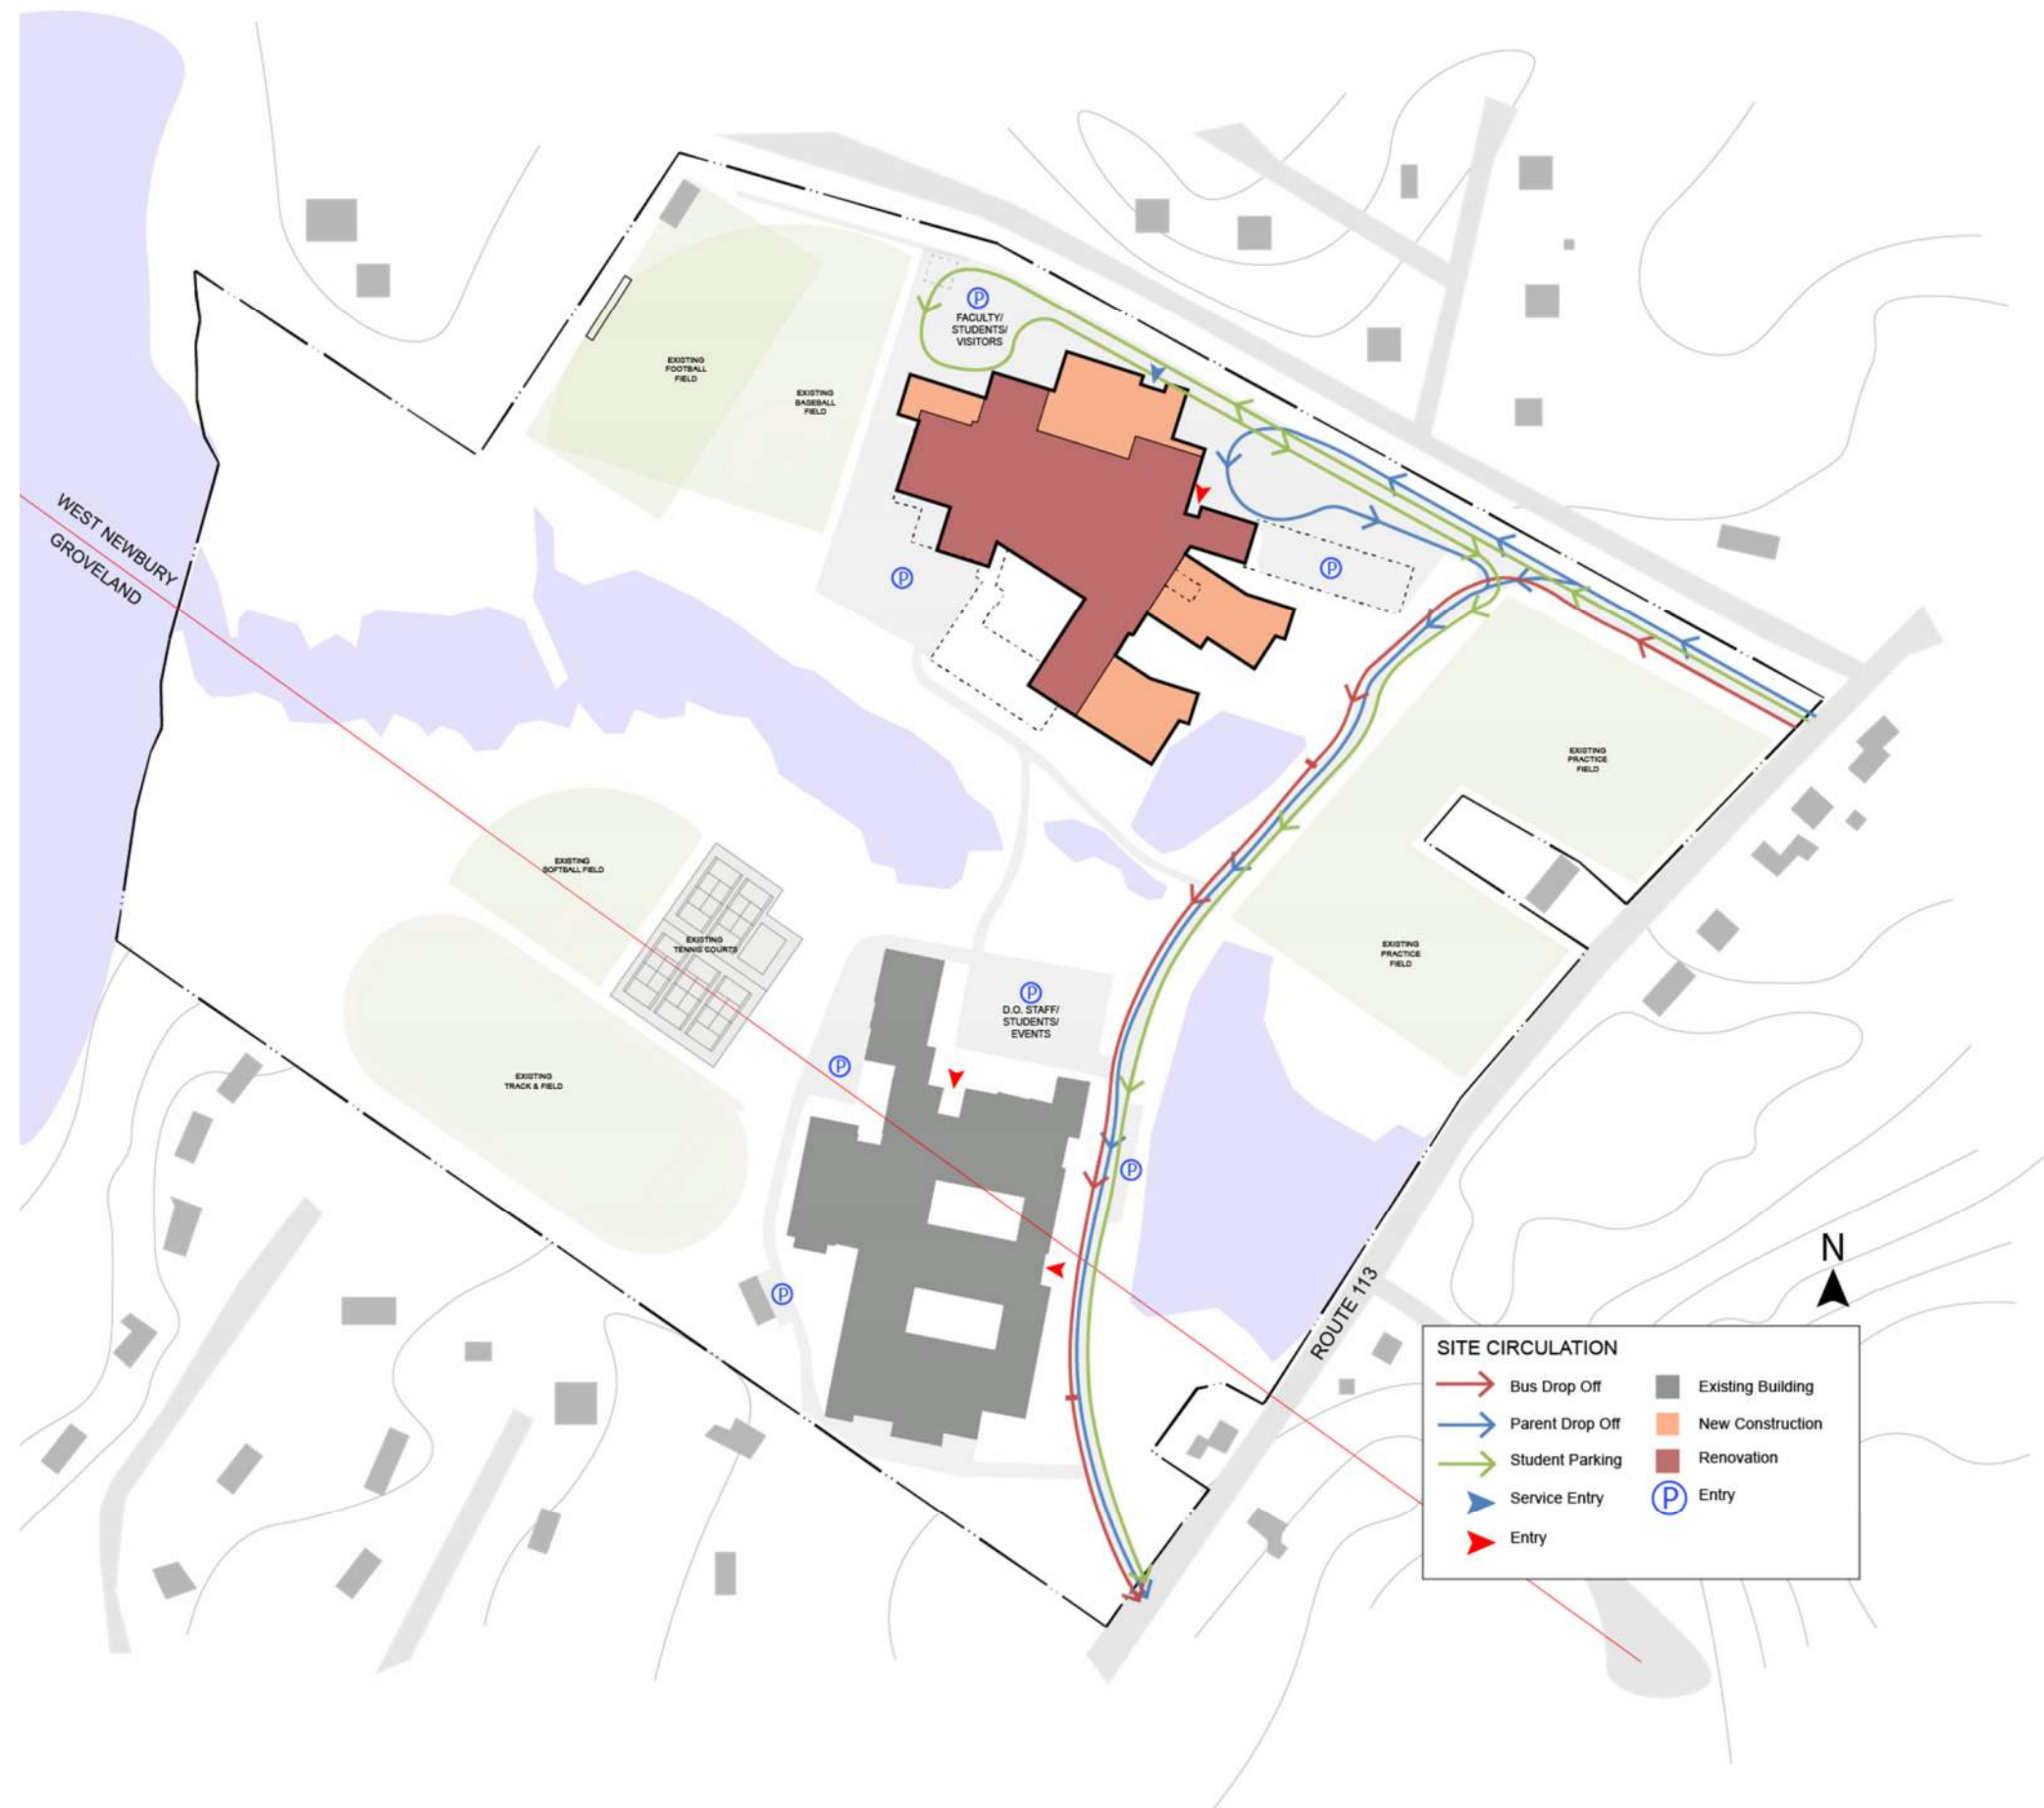 Ⓟ
FACULTY/
STUDENTS/
VISITORS
EXISTING
FOOTBALL
FIELD
EXISTING
BASEBALL
FIELD
WEST NEWBURY
GROVELAND
Ⓟ
Ⓟ
EXISTING
PRACTICE
FIELD
EXISTING
SOFTBALL FIELD
EXISTING
TENNIS COURTS
EXISTING
PRACTICE
FIELD
Ⓟ
D.O. STAFF/
STUDENTS/
EVENTS
Ⓟ
EXISTING
TRACK & FIELD
Ⓟ
Ⓟ
ROUTE 113
N
SITE CIRCULATION
Bus Drop Off
Parent Drop Off
Student Parking
Service Entry
Entry
Existing Building
New Construction
Renovation
Ⓟ Entry